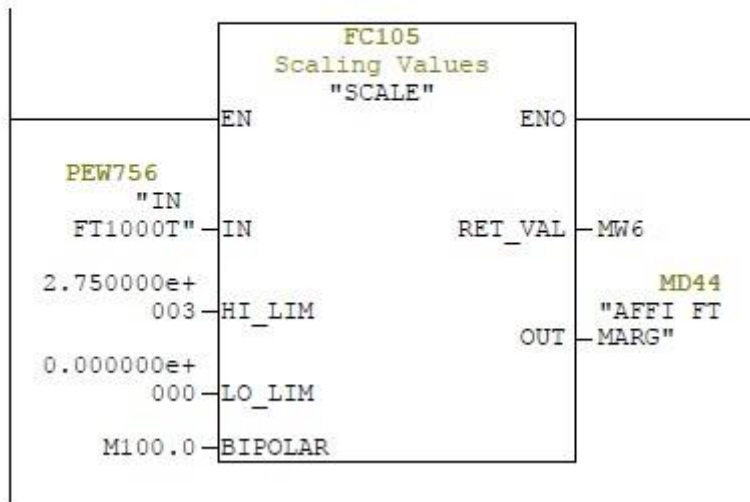 FC105
Scaling Values
"SCALE"
EN ENO
PEW756
"IN
FT1000T" IN RET_VAL MW6
2.750000e+ MD44
003 HI_LIM "AFFI FT
OUT MARG"
0.000000e+
000 LO_LIM
M100.0 BIPOLAR